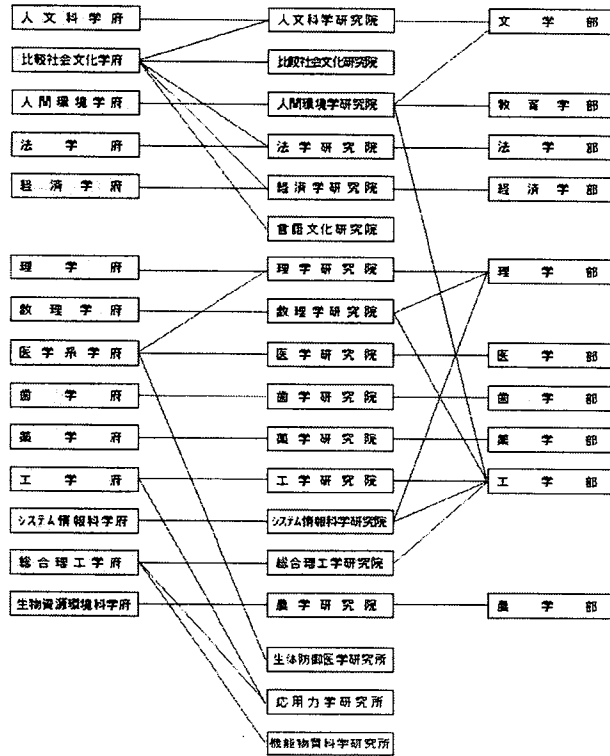 人文科学府 人文科学研究院 文学部
比較社会文化学府 比較社会文化研究院
人間環境学府 人間環境学研究院 教育学部
法学府 法学研究院 法学部
経済学府 経済学研究院 経済学部
言語文化研究院
理学府 理学研究院 理学部
数理学府 数理学研究院
医学系学府 医学研究院 医学部
歯学府 歯学研究院 歯学部
薬学府 薬学研究院 薬学部
工学府 工学研究院 工学部
システム情報科学府 システム情報科学研究院
総合理工学府 総合理工学研究院
生物資源環境科学府 農学研究院 農学部
生体防御医学研究所
応用力学研究所
機能物質科学研究所